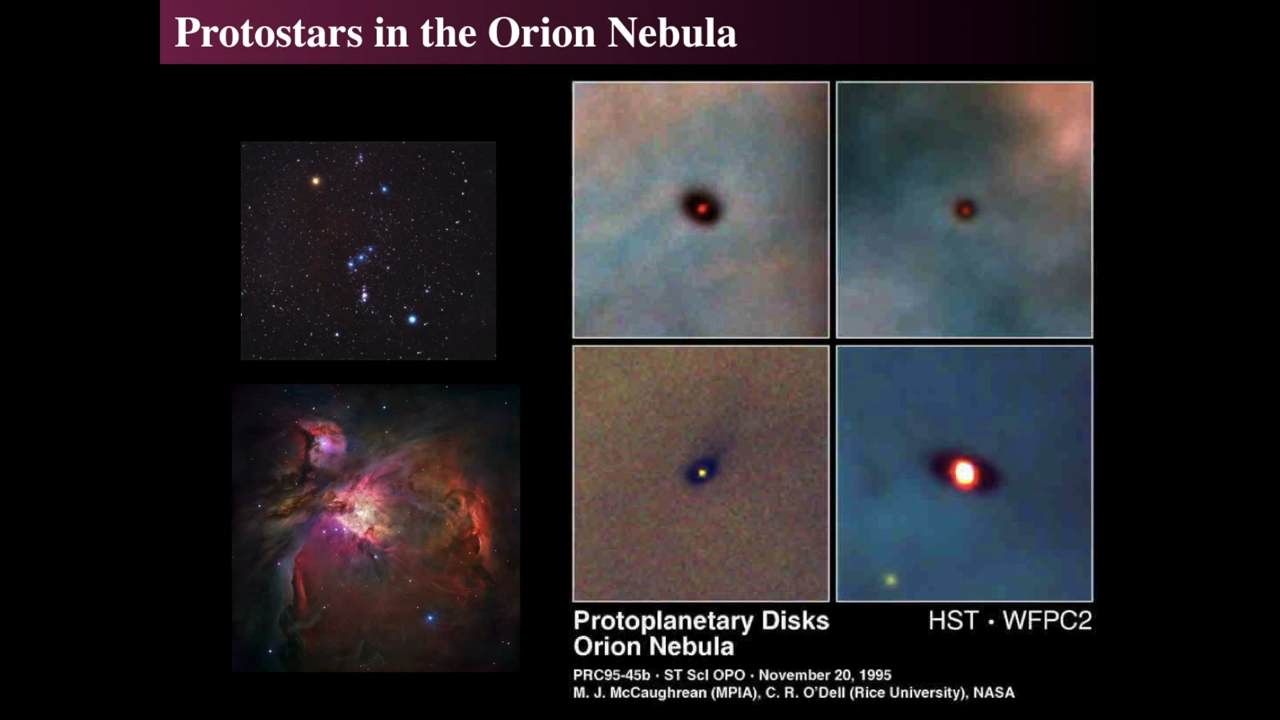 Protostars in the Orion Nebula
Protoplanetary Disks
Orion Nebula
HST · WFPC2
PRC95-45b · ST ScI OPO · November 20, 1995
M. J. McCaughrean (MPIA), C. R. O'Dell (Rice University), NASA